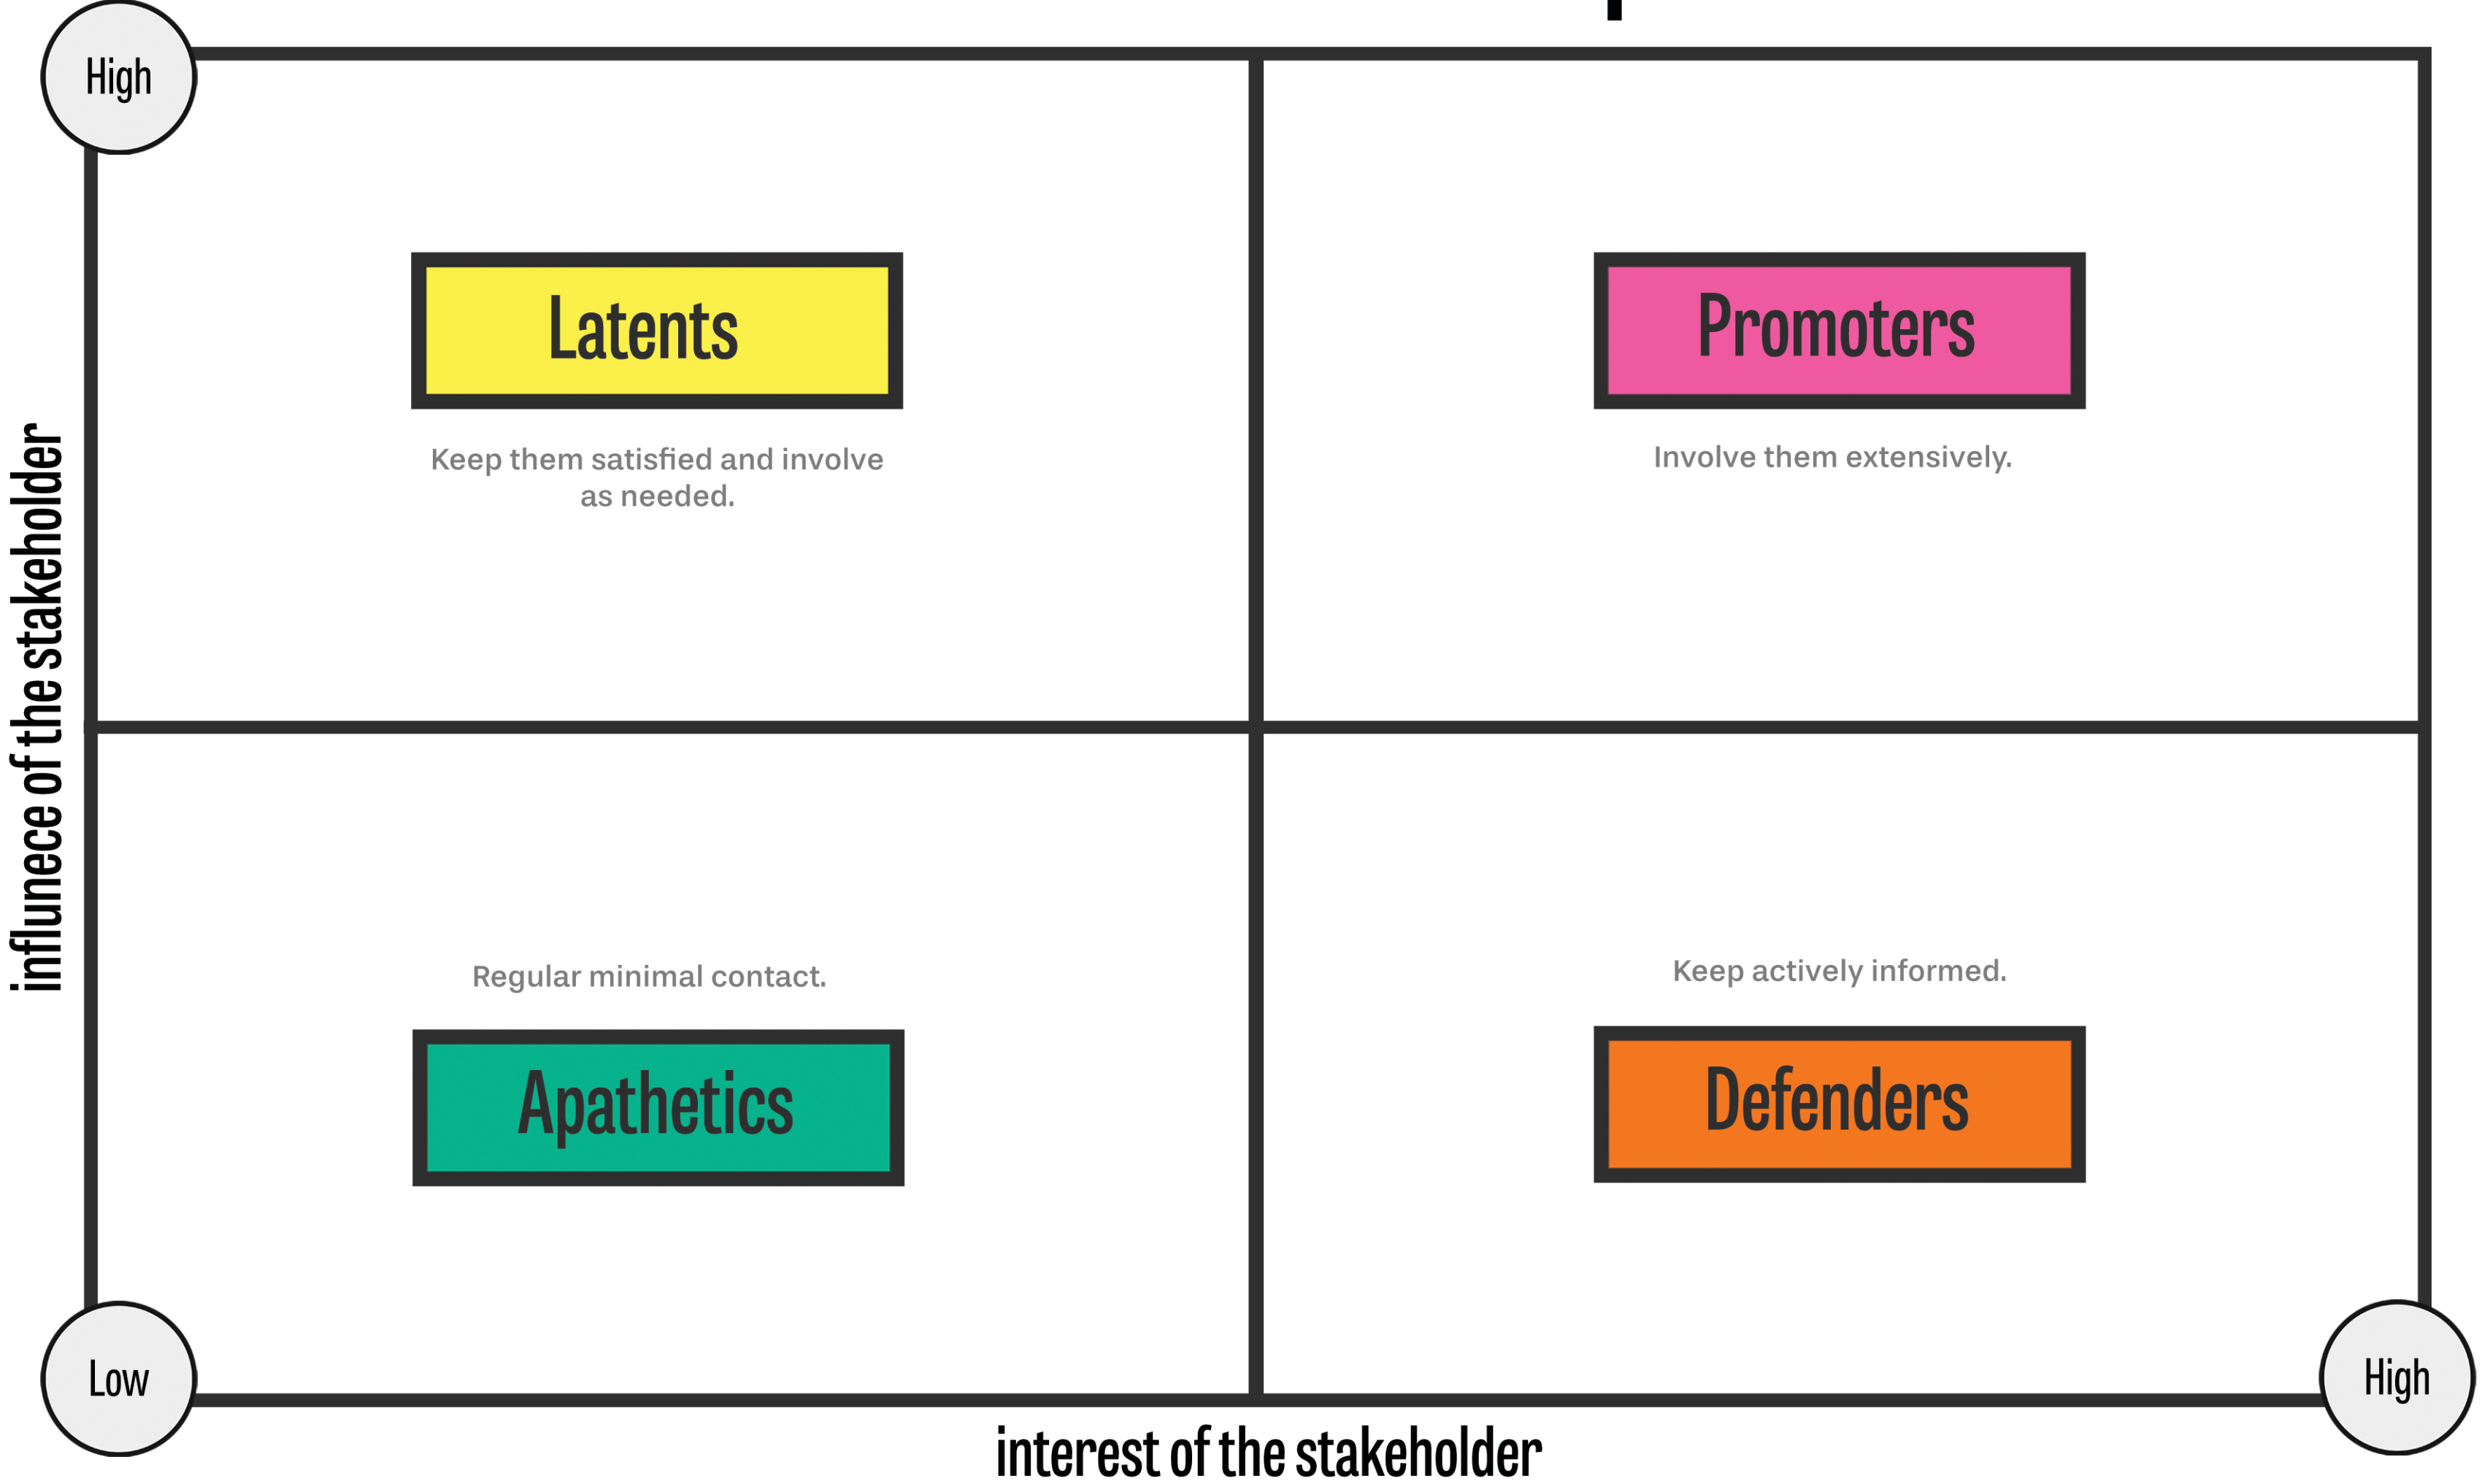 High
Latents
Keep them satisfied and involve
as needed.
Promoters
Involve them extensively.
influnece of the stakeholder
Regular minimal contact.
Apathetics
Keep actively informed.
Defenders
Low
High
interest of the stakeholder